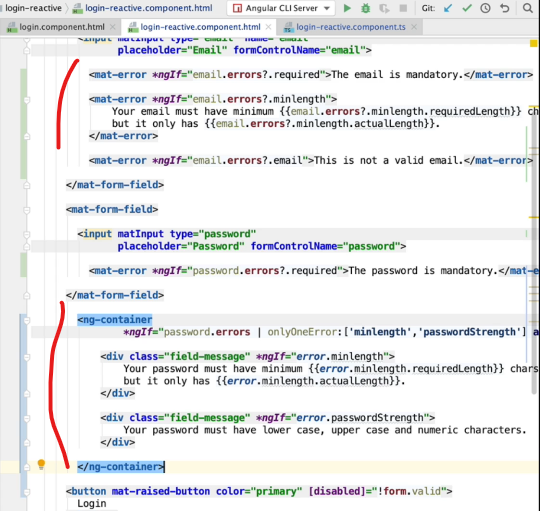 login-reactive
login-reactive.component.html
Angular CLI Server
Git:
login.component.html
login-reactive.component.html
login-reactive.component.ts
<input matInput type="email" name="email"
placeholder="Email" formControlName="email">
<mat-error *ngIf="email.errors?.required">The email is mandatory.</mat-error>
<mat-error *ngIf="email.errors?.minlength">
Your email must have minimum {{email.errors?.minlength.requiredLength}} ch
but it only has {{email.errors?.minlength.actualLength}}.
</mat-error>
<mat-error *ngIf="email.errors?.email">This is not a valid email.</mat-error>
</mat-form-field>
<mat-form-field>
<input matInput type="password"
placeholder="Password" formControlName="password">
<mat-error *ngIf="password.errors?.required">The password is mandatory.</mat-e
</mat-form-field>
<ng-container
*ngIf="password.errors | onlyOneError:['minlength','passwordStrength'] a
<div class="field-message" *ngIf="error.minlength">
Your password must have minimum {{error.minlength.requiredLength}} chars
but it only has {{error.minlength.actualLength}}.
</div>
<div class="field-message" *ngIf="error.passwordStrength">
Your password must have lower case, upper case and numeric characters.
</div>
</ng-container>
<button mat-raised-button color="primary" [disabled]="!form.valid">
Login